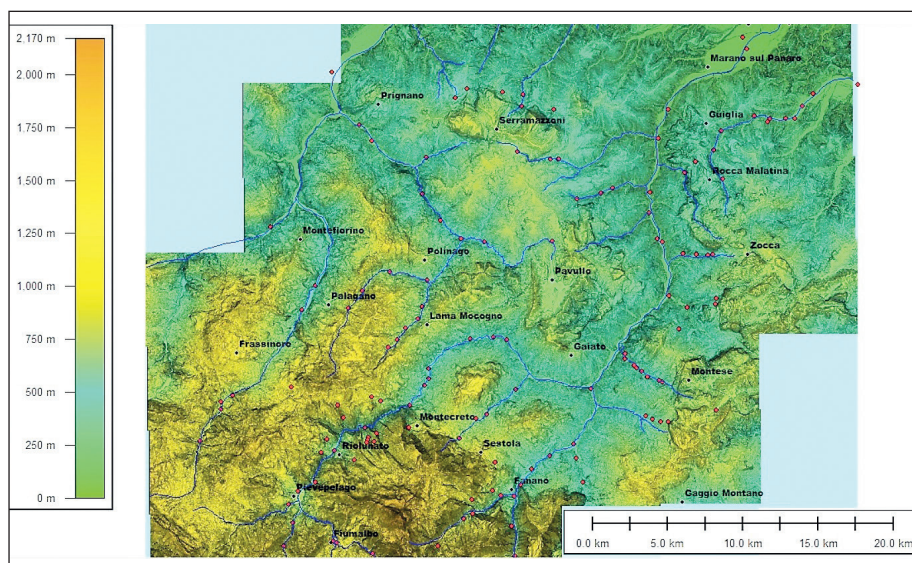 2.170 m
2.000 m
1.750 m
1.500 m
1.250 m
1.000 m
750 m
500 m
250 m
0 m
Marano sul Panaro
Prignano
Guiglia
Serramazzoni
Rocca Malatina
Montefiorino
Zocca
Polinago
Pavullo
Palagano
Lama Mocogno
Frassinoro
Gaiato
Montese
Montecreto
Sestola
Riolunato
Fanano
Pievepelago
Gaggio Montano
Fiumalbo
0.0 km 5.0 km 10.0 km 15.0 km 20.0 km